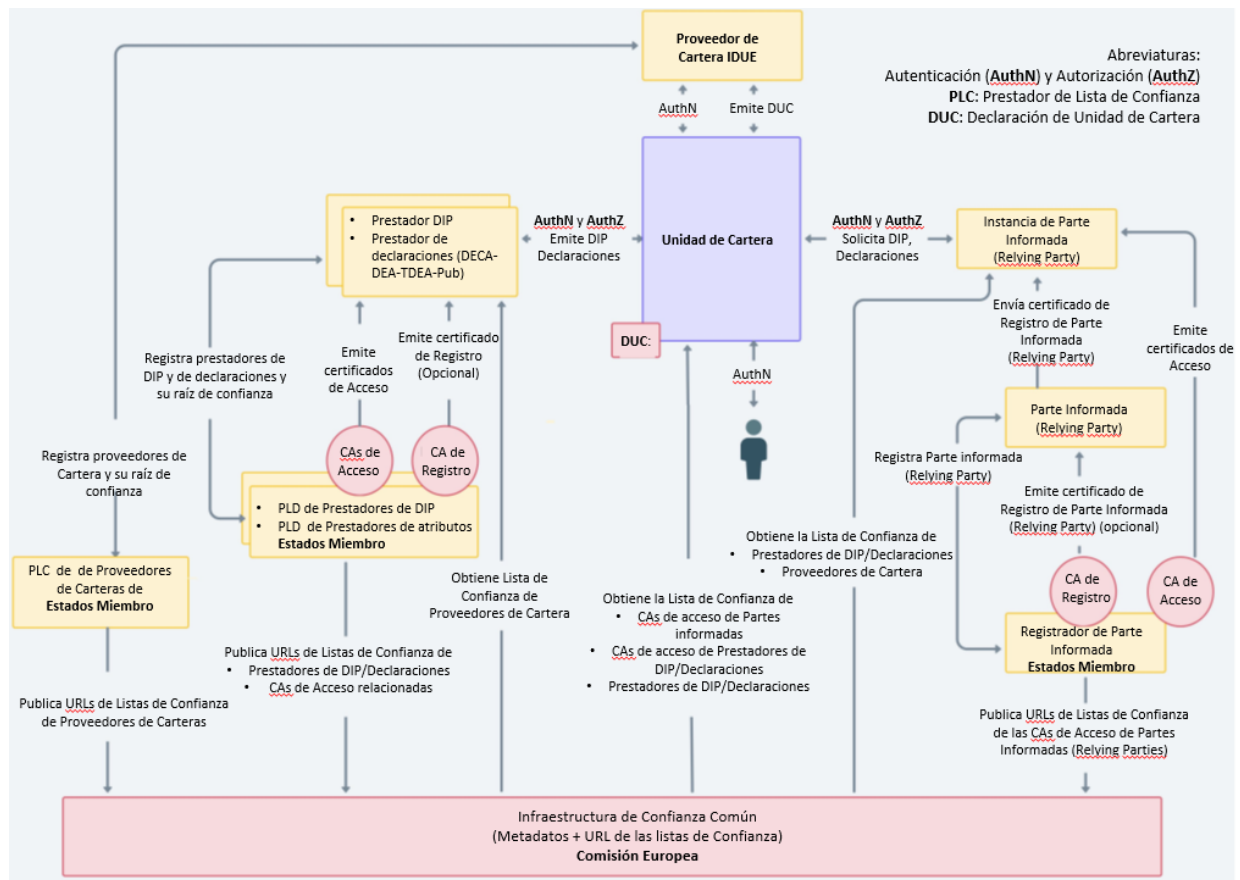 Proveedor de
Cartera IDUE
Abreviaturas:
Autenticación (AuthN) y Autorización (AuthZ)
PLC: Prestador de Lista de Confianza
DUC: Declaración de Unidad de Cartera
AuthN
Emite DUC
• Prestador DIP
• Prestador de
declaraciones (DECA-
DEA-TDEA-Pub)
AuthN y AuthZ
Emite DIP
Declaraciones
Unidad de Cartera
AuthN y AuthZ
Solicita DIP,
Declaraciones
Instancia de Parte
Informada
(Relying Party)
DUC:
AuthN
Registra prestadores de
DIP y de declaraciones y
su raíz de confianza
Emite
certificados
de Acceso
Emite certificado
de Registro
(Opcional)
Envía certificado de
Registro de Parte
Informada
(Relying Party)
Emite
certificados de
Acceso
Parte Informada
(Relying Party)
Registra proveedores de
Cartera y su raíz de
confianza
CAs de
Acceso
CA de
Registro
Registra Parte informada
(Relying Party)
• PLD de Prestadores de DIP
• PLD de Prestadores de atributos
Estados Miembro
Emite certificado de
Registro de Parte Informada
(Relying Party) (opcional)
PLC de de Proveedores
de Carteras de
Estados Miembro
Obtiene Lista de
Confianza de
Proveedores de Cartera
Obtiene la Lista de Confianza de
• Prestadores de DIP/Declaraciones
• Proveedores de Cartera
CA de
Registro
CA de
Acceso
Obtiene la Lista de Confianza de
• CAs de acceso de Partes
informadas
• CAs de acceso de Prestadores de
DIP/Declaraciones
• Prestadores de DIP/Declaraciones
Registrador de Parte
Informada
Estados Miembro
Publica URLs de Listas de Confianza de
• Prestadores de DIP/Declaraciones
• CAs de Acceso relacionadas
Publica URLs de Listas de Confianza
de Proveedores de Carteras
Publica URLs de Listas de Confianza
de las CAs de Acceso de Partes
Informadas (Relying Parties)
Infraestructura de Confianza Común
(Metadatos + URL de las listas de Confianza)
Comisión Europea